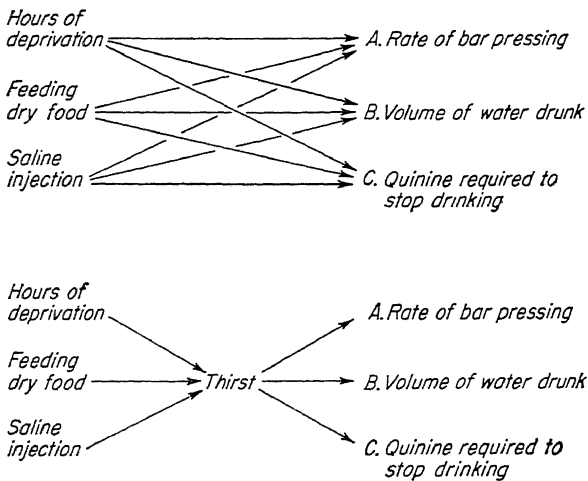 Hours of
deprivation
A. Rate of bar pressing
Feeding
dry food
B. Volume of water drunk
Saline
injection
C. Quinine required to
stop drinking
Hours of
deprivation
A. Rate of bar pressing
Feeding
dry food
Thirst
B. Volume of water drunk
Saline
injection
C. Quinine required to
stop drinking